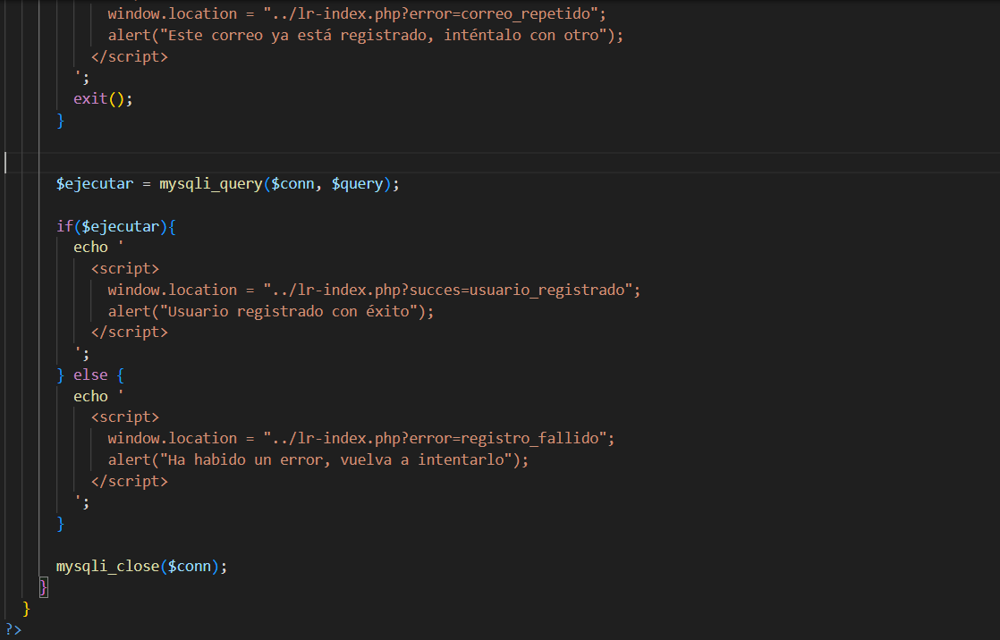 window.location = "../lr-index.php?error=correo_repetido";
alert("Este correo ya está registrado, inténtalo con otro");
</script>
';
exit();
}
$ejecutar = mysqli_query($conn, $query);
if($ejecutar){
echo '
<script>
window.location = "../lr-index.php?succes=usuario_registrado";
alert("Usuario registrado con éxito");
</script>
';
} else {
echo '
<script>
window.location = "../lr-index.php?error=registro_fallido";
alert("Ha habido un error, vuelva a intentarlo");
</script>
';
}
mysqli_close($conn);
}
}
?>